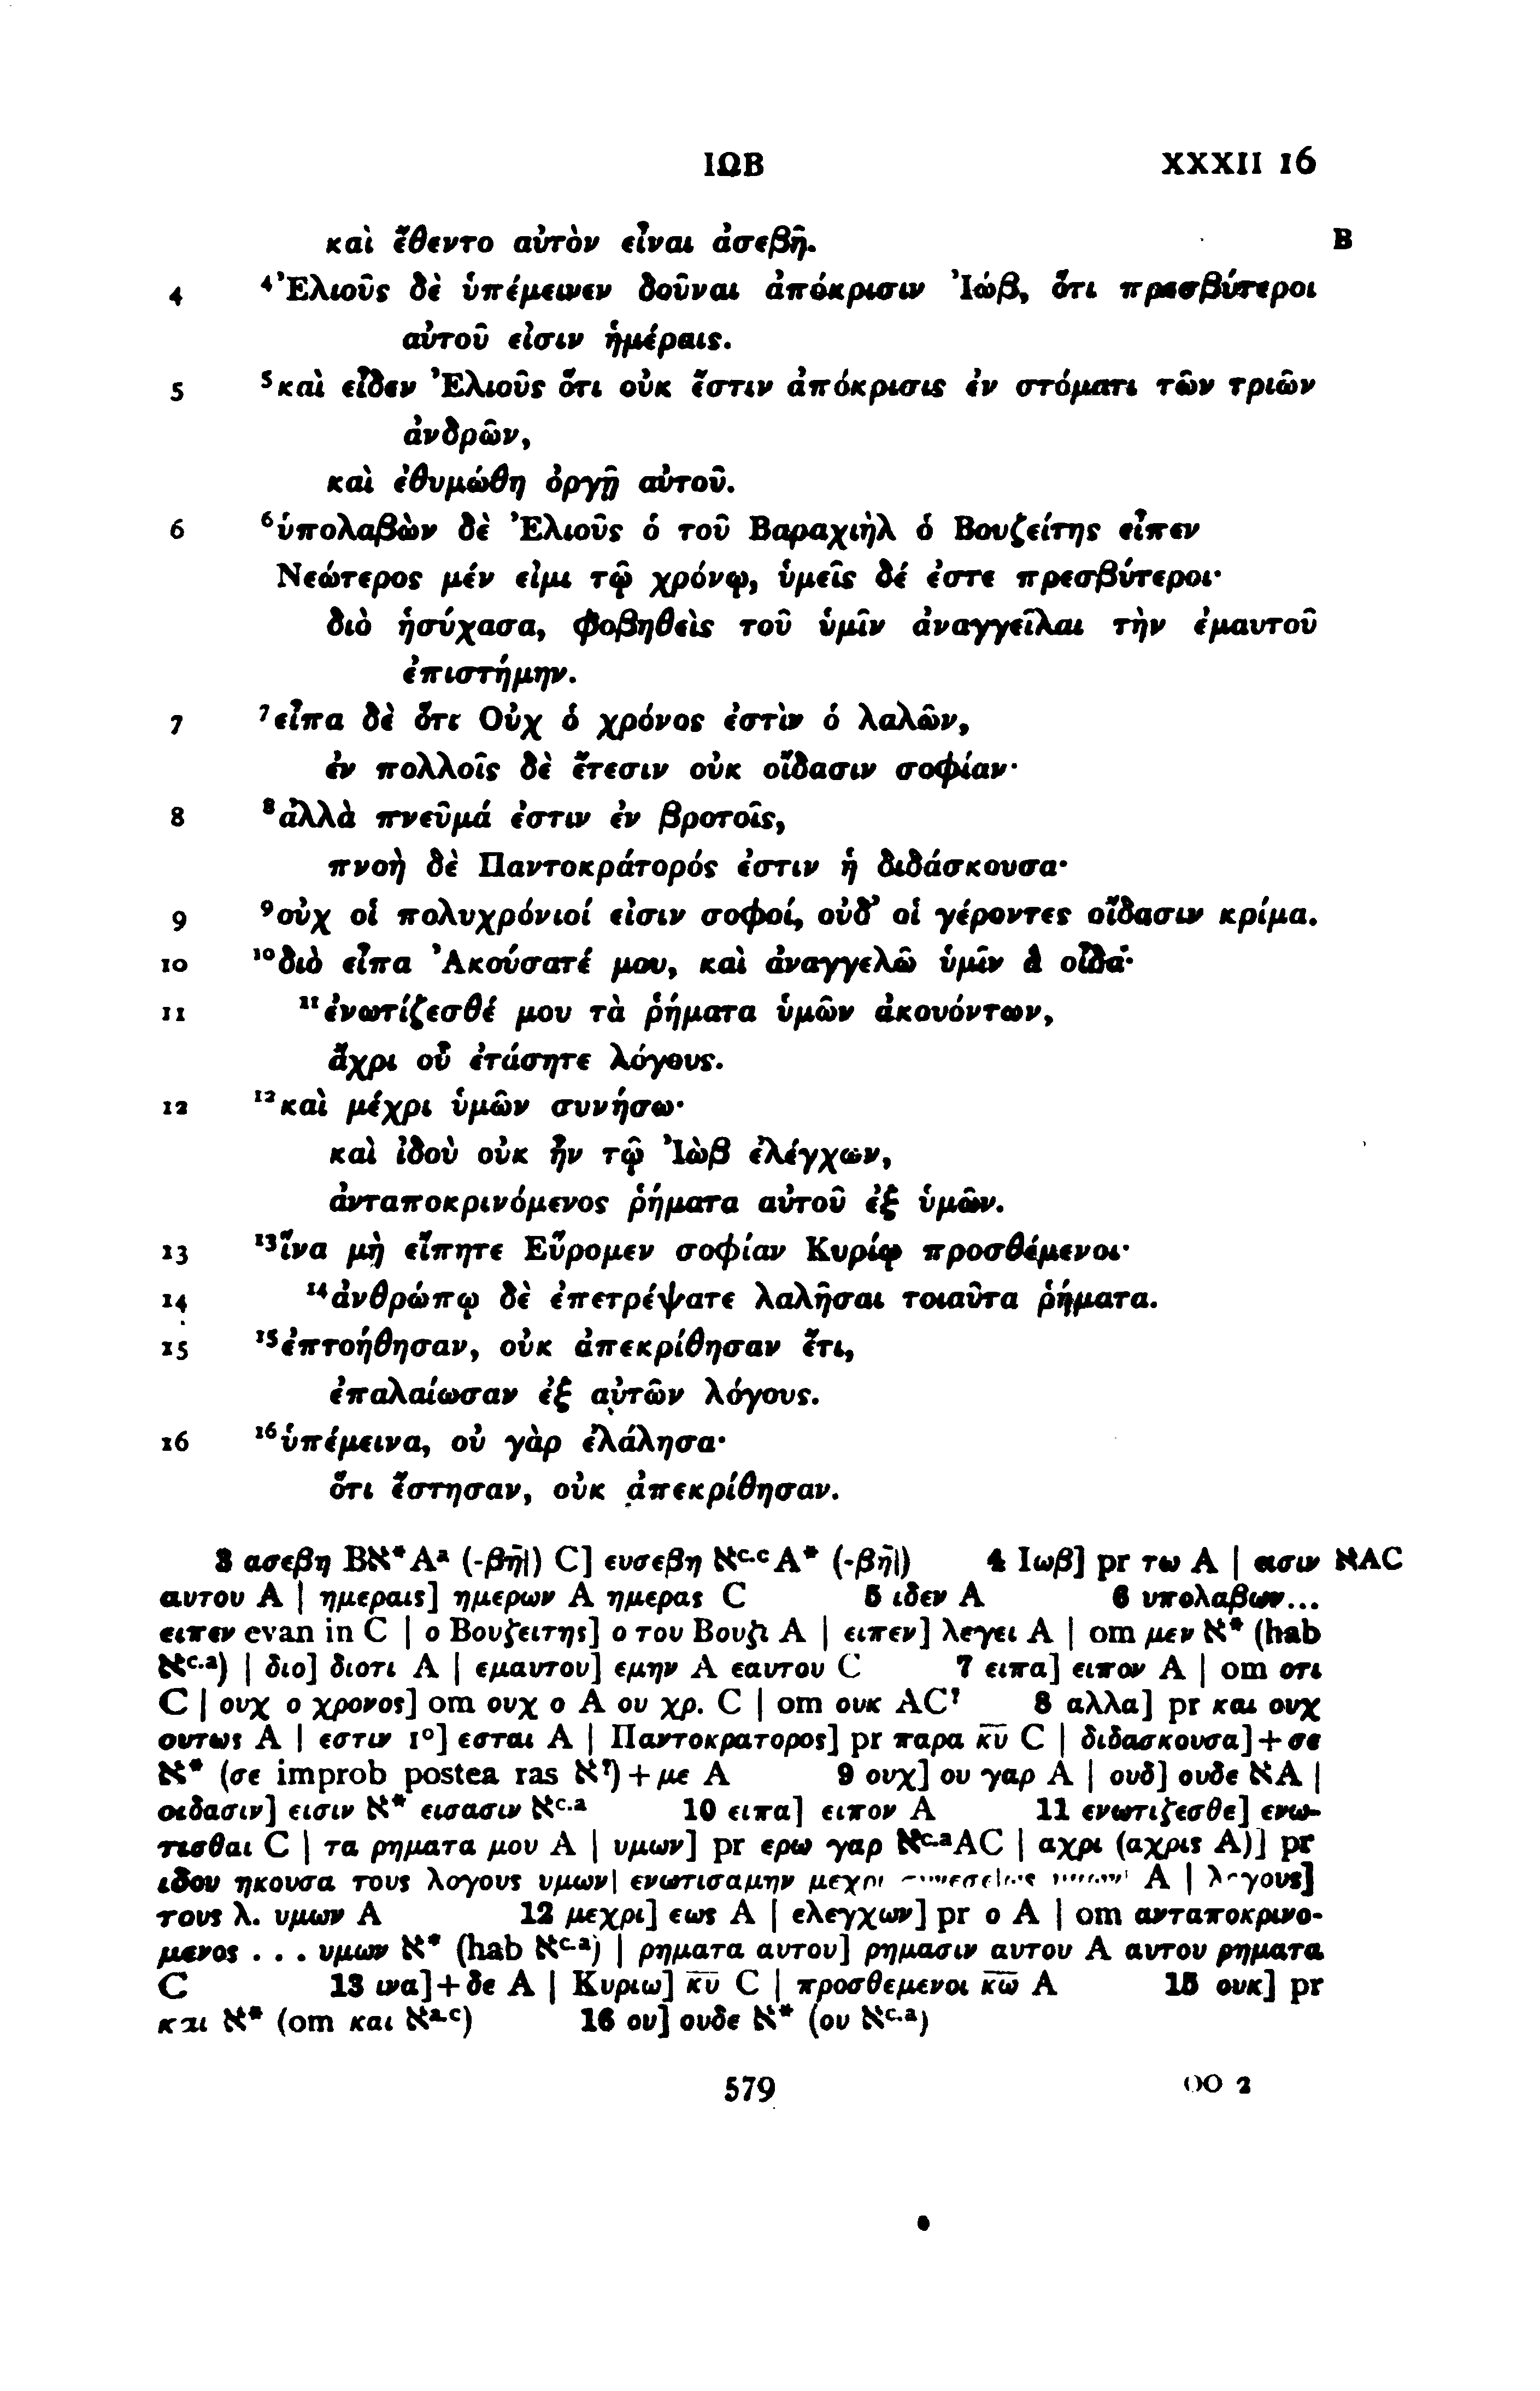 ΙΩΒ XXXII 16
καὶ ἔθεντο αὐτὸν εἶναι ἀσεβῆ. B
4 ⁴Ἐλιοῦς δὲ ὑπέμεινεν δοῦναι ἀπόκρισιν Ἰώβ, ὅτι πρεσβύτεροι
αὐτοῦ εἰσιν ἡμέραις.
5 ⁵καὶ εἶδεν Ἐλιοῦς ὅτι οὐκ ἔστιν ἀπόκρισις ἐν στόματι τῶν τριῶν
ἀνδρῶν,
καὶ ἐθυμώθη ὀργῇ αὐτοῦ.
6 ⁶ὑπολαβὼν δὲ Ἐλιοῦς ὁ τοῦ Βαραχιὴλ ὁ Βουζείτης εἶπεν
Νεώτερος μέν εἰμι τῷ χρόνῳ, ὑμεῖς δέ ἐστε πρεσβύτεροι·
διὸ ἡσύχασα, φοβηθεὶς τοῦ ὑμῖν ἀναγγεῖλαι τὴν ἐμαυτοῦ
ἐπιστήμην.
7 ⁷εἶπα δὲ ὅτι Οὐχ ὁ χρόνος ἐστὶν ὁ λαλῶν,
ἐν πολλοῖς δὲ ἔτεσιν οὐκ οἴδασιν σοφίαν·
8 ⁸ἀλλὰ πνεῦμά ἐστιν ἐν βροτοῖς,
πνοὴ δὲ Παντοκράτορός ἐστιν ἡ διδάσκουσα·
9 ⁹οὐχ οἱ πολυχρόνιοί εἰσιν σοφοί, οὐδ’ οἱ γέροντες οἴδασιν κρίμα.
10 ¹⁰διὸ εἶπα Ἀκούσατέ μου, καὶ ἀναγγελῶ ὑμῖν ἃ οἶδα·
11 ¹¹ἐνωτίζεσθέ μου τὰ ῥήματα ὑμῶν ἀκουόντων,
ἄχρι οὗ ἐτάσητε λόγους.
12 ¹²καὶ μέχρι ὑμῶν συνήσω·
καὶ ἰδοὺ οὐκ ἦν τῷ Ἰὼβ ἐλέγχων,
ἀνταποκρινόμενος ῥήματα αὐτοῦ ἐξ ὑμῶν.
13 ¹³ἵνα μὴ εἴπητε Εὕρομεν σοφίαν Κυρίῳ προσθέμενοι·
14 ¹⁴ἀνθρώπῳ δὲ ἐπετρέψατε λαλῆσαι τοιαῦτα ῥήματα.
15 ¹⁵ἐπτοήθησαν, οὐκ ἀπεκρίθησαν ἔτι,
ἐπαλαίωσαν ἐξ αὐτῶν λόγους.
16 ¹⁶ὑπέμεινα, οὐ γὰρ ἐλάλησα·
ὅτι ἔστησαν, οὐκ ἀπεκρίθησαν.
3 ασεβη Bא*Aᵃ (-βῆ|) C] ευσεβη אᶜ·ᶜA* (-βῆ|) 4 Ιωβ] pr τω A | εισιν אAC
αυτου A | ημεραις] ημερων A ημερας C 5 ιδεν A 6 υπολαβων...
ειπεν evan in C | ο Βουζειτης] ο του Βουζι A | ειπεν] λεγει A | om μεν א* (hab
אᶜ·ᵃ) | διο] διοτι A | εμαυτου] εμην A εαυτου C 7 ειπα] ειπον A | om οτι
C | ουχ ο χρονος] om ουχ ο A ου χρ. C | om ουκ AC? 8 αλλα] pr και ουχ
ουτως A | εστιν 1°] εσται A | Παντοκρατορος] pr παρα κ̅υ̅ C | διδασκουσα]+σε
א* (σε improb postea ras א?)+με A 9 ουχ] ου γαρ A | ουδ] ουδε אA |
οιδασιν] εισιν א* εισασιν אᶜ·ᵃ 10 ειπα] ειπον A 11 ενωτιζεσθε] ενω-
τισθαι C | τα ρηματα μου A | υμων] pr ερω γαρ אᶜ·ᵃAC | αχρι (αχρις A)] pr
ιδου ηκουσα τους λογους υμων| ενωτισαμην μεχρι A | λογους]
τους λ. υμων A 12 μεχρι] εως A | ελεγχων] pr ο A | om ανταποκρινο-
μενος . . . υμων א* (hab אᶜ·ᵃ) | ρηματα αυτου] ρημασιν αυτου A αυτου ρηματα
C 13 ινα]+δε A | Κυριω] κ̅υ̅ C | προσθεμενοι κ̅ω̅ A 15 ουκ] pr
και א* (om και אᵃ·ᶜ) 16 ου] ουδε א* (ου אᶜ·ᵃ)
579 OO 2